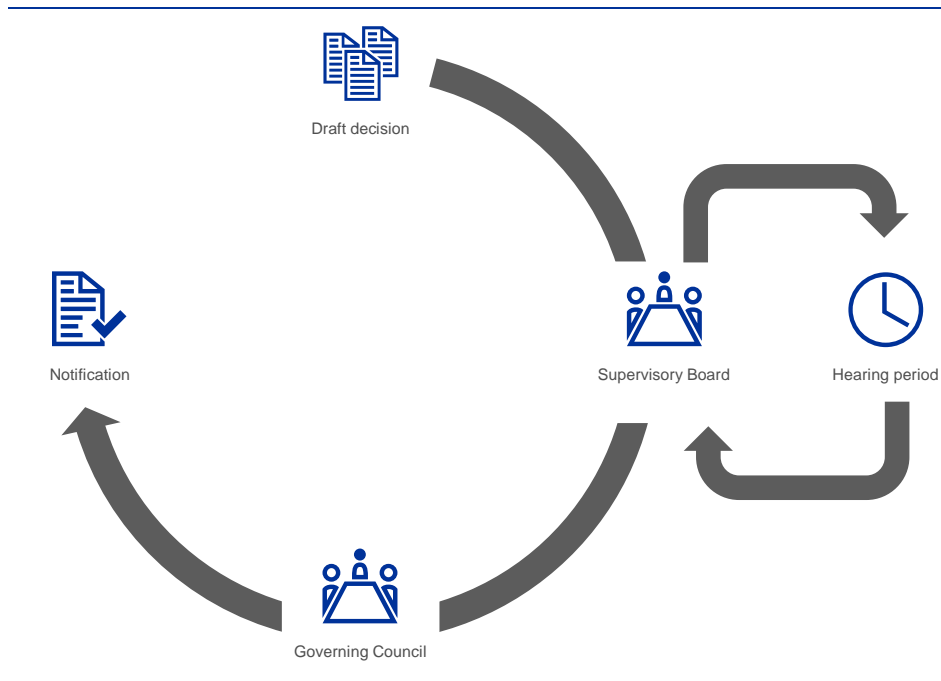 Draft decision
Notification
Supervisory Board
Hearing period
Governing Council